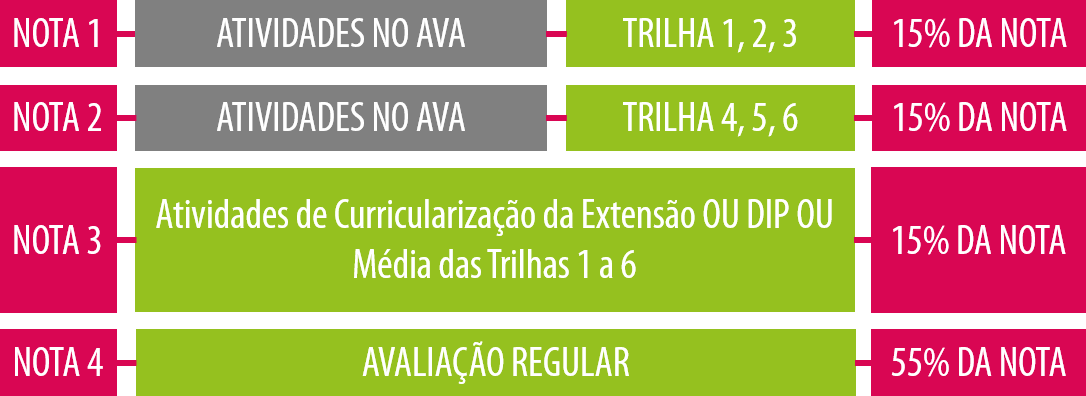 NOTA 1 ATIVIDADES NO AVA TRILHA 1, 2, 3 15% DA NOTA
NOTA 2 ATIVIDADES NO AVA TRILHA 4, 5, 6 15% DA NOTA
NOTA 3
Atividades de Curricularização da Extensão OU DIP OU
Média das Trilhas 1 a 6
15% DA NOTA
NOTA 4 AVALIAÇÃO REGULAR 55% DA NOTA